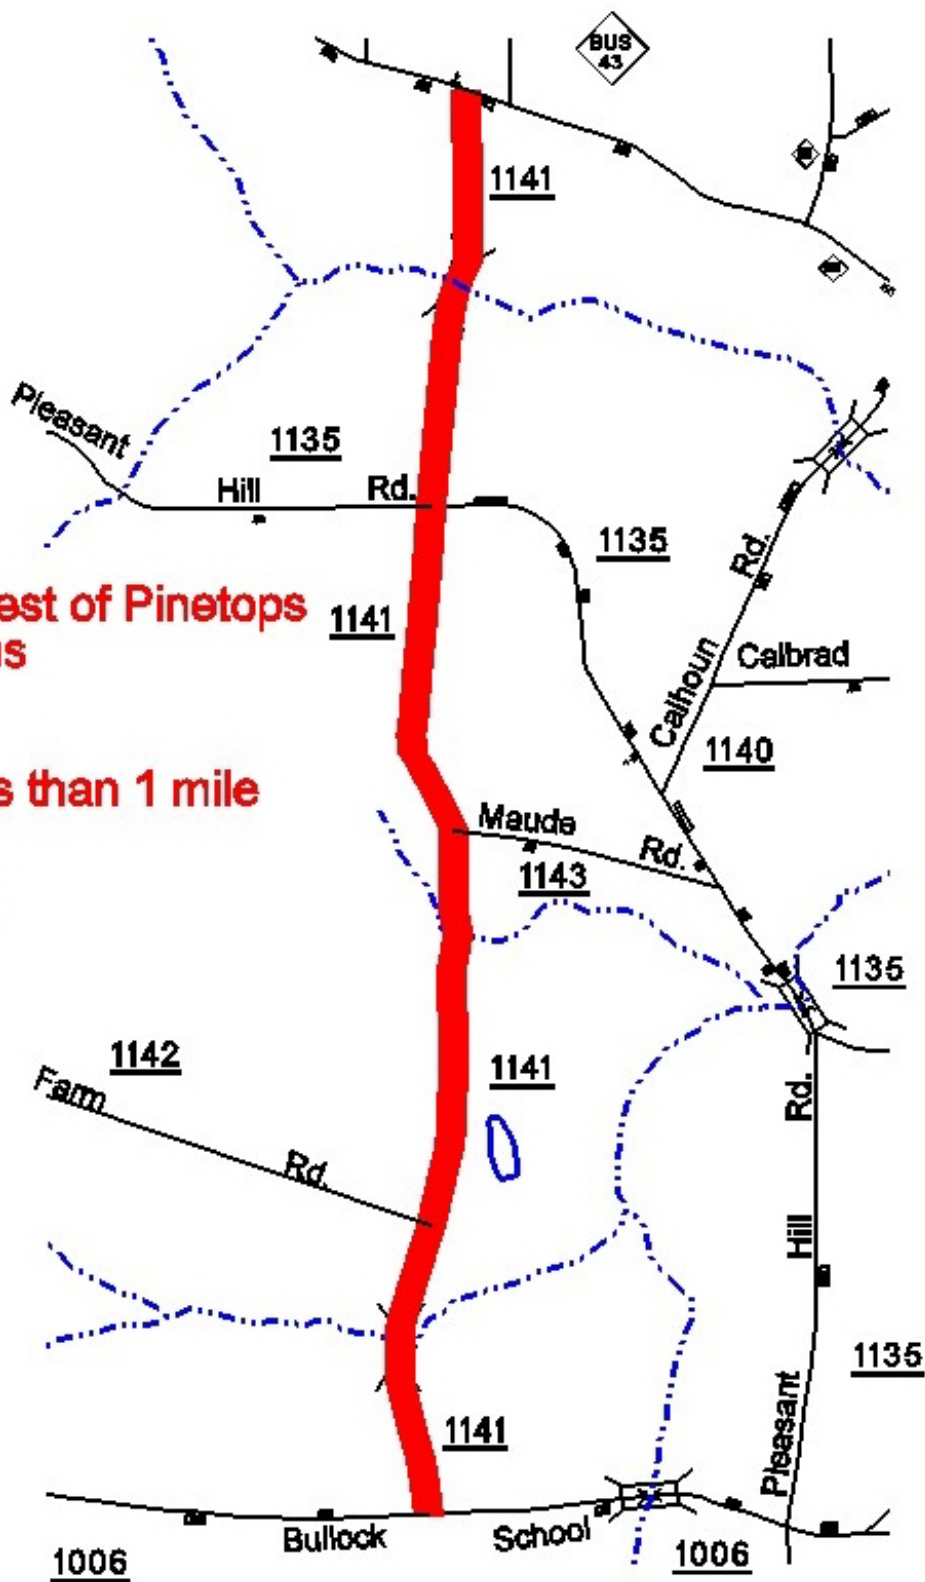 BUS
43
1141
Pleasant
1135
Hill
Rd.
1135
est of Pinetops
1141
Rd.
Calhoun
Calbrad
s than 1 mile
1140
Maude
Rd.
1143
1135
1142
1141
Farm
Rd.
Rd.
Hill
1135
Pleasant
1141
Bullock
School
1006
1006